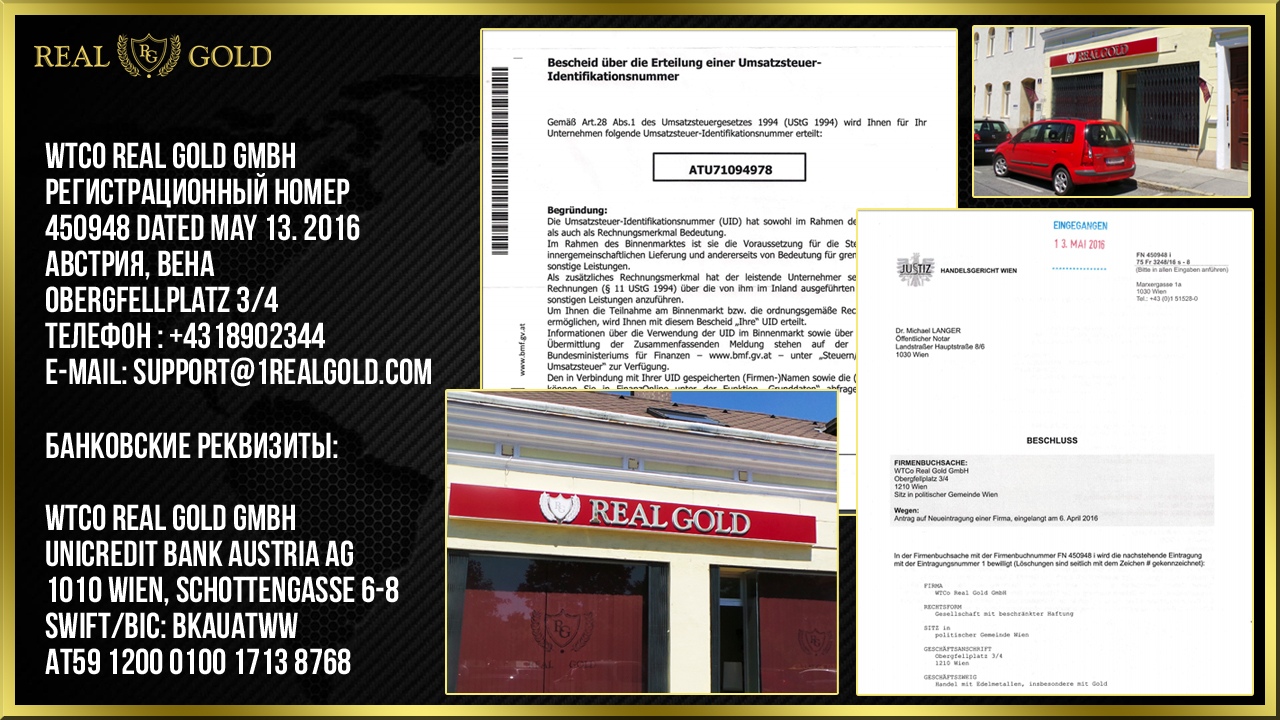 REAL RG GOLD
WTCO REAL GOLD GMBH
РЕГИСТРАЦИОННЫЙ НОМЕР
450948 DATED MAY 13. 2016
АВСТРИЯ, ВЕНА
OBERGFELLPLATZ 3/4
ТЕЛЕФОН : +4318902344
E-MAIL: SUPPORT@1REALGOLD.COM
БАНКОВСКИЕ РЕКВИЗИТЫ:
WTCO REAL GOLD GMBH
UNICREDIT BANK AUSTRIA AG
1010 WIEN, SCHOTTENGASSE 6-8
SWIFT/BIC: BKAUATWW
AT59 1200 0100 1713 3768
Bescheid über die Erteilung einer Umsatzsteuer-
Identifikationsnummer
Gemäß Art.28 Abs.1 des Umsatzsteuergesetzes 1994 (UStG 1994) wird Ihnen für Ihr
Unternehmen folgende Umsatzsteuer-Identifikationsnummer erteilt:
ATU71094978
Begründung:
Die Umsatzsteuer-Identifikationsnummer (UID) hat sowohl im Rahmen de
als auch als Rechnungsmerkmal Bedeutung.
Im Rahmen des Binnenmarktes ist sie die Voraussetzung für die Ste
innergemeinschaftlichen Lieferung und andererseits von Bedeutung für gren
sonstige Leistungen.
Als zusätzliches Rechnungsmerkmal hat der leistende Unternehmer se
Rechnungen (§ 11 UStG 1994) über die von ihm im Inland ausgeführten
sonstigen Leistungen anzuführen.
Um Ihnen die Teilnahme am Binnenmarkt bzw. die ordnungsgemäße Rec
ermöglichen, wird Ihnen mit diesem Bescheid „Ihre" UID erteilt.
Informationen über die Verwendung der UID im Binnenmarkt sowie über
Übermittlung der Zusammenfassenden Meldung stehen auf der
Bundesministeriums für Finanzen – www.bmf.gv.at – unter „Steuern/
Umsatzsteuer" zur Verfügung.
Den in Verbindung mit Ihrer UID gespeicherten (Firmen-)Namen sowie die (
können Sie in FinanzOnline unter der Funktion „Grunddaten" abfrage
www.bmf.gv.at
REAL GOLD
REAL GOLD
EINGEGANGEN
13. MAI 2016
JUSTIZ
HANDELSGERICHT WIEN
FN 450948 i
75 Fr 3248/16 s - 8
(Bitte in allen Eingaben anführen)
Marxergasse 1a
1030 Wien
Tel.: +43 (0)1 51528-0
Dr. Michael LANGER
Öffentlicher Notar
Landstraßer Hauptstraße 8/6
1030 Wien
BESCHLUSS
FIRMENBUCHSACHE:
WTCo Real Gold GmbH
Obergfellplatz 3/4
1210 Wien
Sitz in politischer Gemeinde Wien
Wegen:
Antrag auf Neueintragung einer Firma, eingelangt am 6. April 2016
In der Firmenbuchsache mit der Firmenbuchnummer FN 450948 i wird die nachstehende Eintragung
mit der Eintragungsnummer 1 bewilligt (Löschungen sind seitlich mit dem Zeichen # gekennzeichnet):
FIRMA
WTCo Real Gold GmbH
RECHTSFORM
Gesellschaft mit beschränkter Haftung
SITZ in
politischer Gemeinde Wien
GESCHÄFTSANSCHRIFT
Obergfellplatz 3/4
1210 Wien
GESCHÄFTSZWEIG
Handel mit Edelmetallen, insbesondere mit Gold